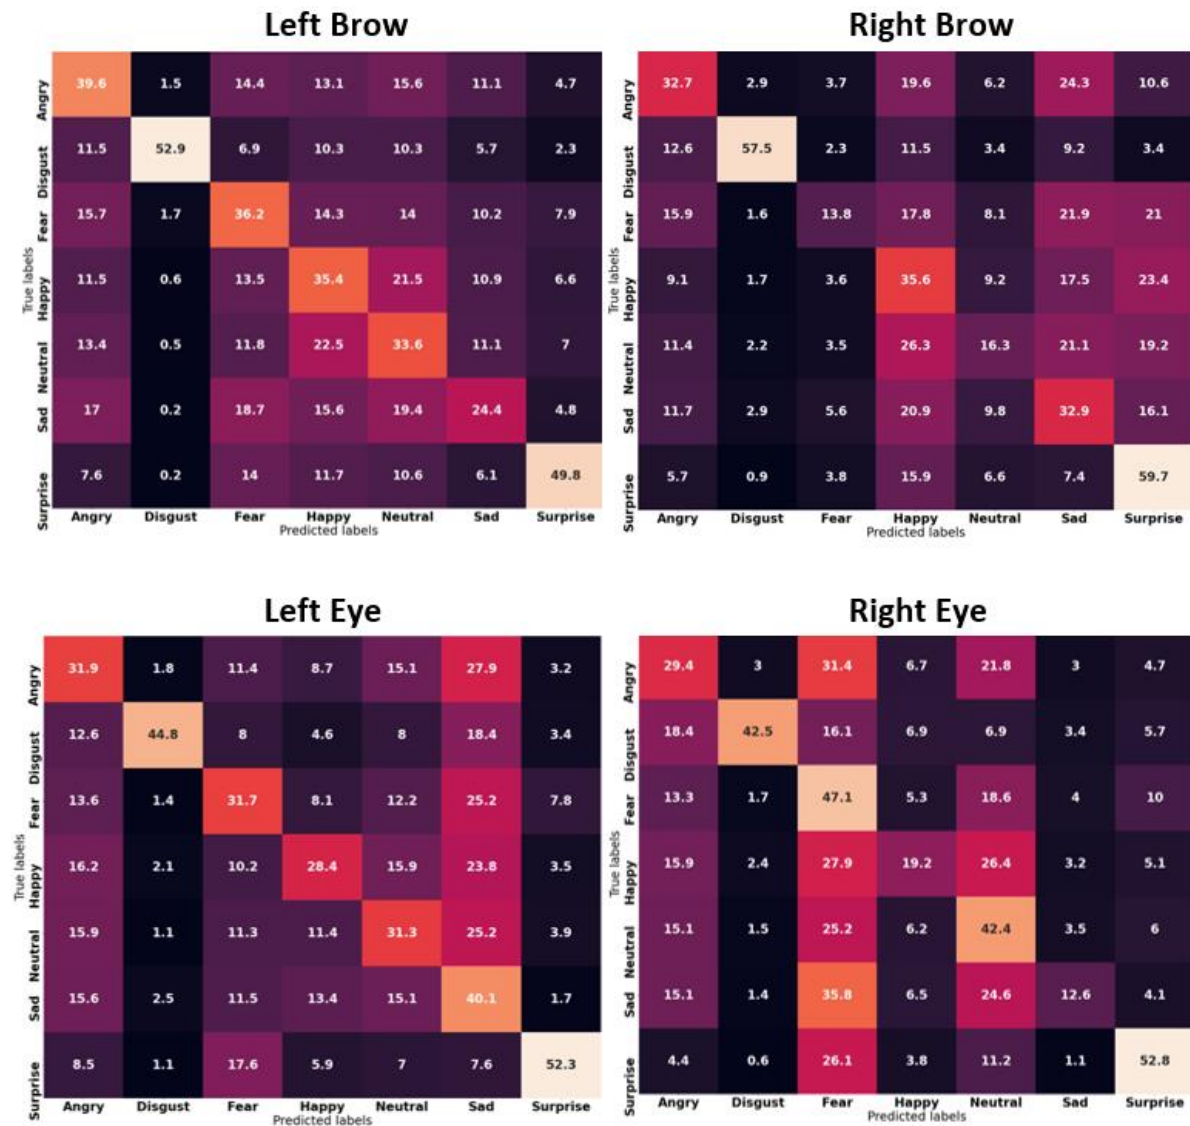 Left Brow
Angry 39.6 1.5 14.4 13.1 15.6 11.1 4.7
Disgust 11.5 52.9 6.9 10.3 10.3 5.7 2.3
Fear 15.7 1.7 36.2 14.3 14 10.2 7.9
True labels
Happy 11.5 0.6 13.5 35.4 21.5 10.9 6.6
Neutral 13.4 0.5 11.8 22.5 33.6 11.1 7
Sad 17 0.2 18.7 15.6 19.4 24.4 4.8
Surprise 7.6 0.2 14 11.7 10.6 6.1 49.8
Angry Disgust Fear Happy Neutral Sad Surprise
Predicted labels
Right Brow
Angry 32.7 2.9 3.7 19.6 6.2 24.3 10.6
Disgust 12.6 57.5 2.3 11.5 3.4 9.2 3.4
Fear 15.9 1.6 13.8 17.8 8.1 21.9 21
True labels
Happy 9.1 1.7 3.6 35.6 9.2 17.5 23.4
Neutral 11.4 2.2 3.5 26.3 16.3 21.1 19.2
Sad 11.7 2.9 5.6 20.9 9.8 32.9 16.1
Surprise 5.7 0.9 3.8 15.9 6.6 7.4 59.7
Angry Disgust Fear Happy Neutral Sad Surprise
Predicted labels
Left Eye
Angry 31.9 1.8 11.4 8.7 15.1 27.9 3.2
Disgust 12.6 44.8 8 4.6 8 18.4 3.4
Fear 13.6 1.4 31.7 8.1 12.2 25.2 7.8
True labels
Happy 16.2 2.1 10.2 28.4 15.9 23.8 3.5
Neutral 15.9 1.1 11.3 11.4 31.3 25.2 3.9
Sad 15.6 2.5 11.5 13.4 15.1 40.1 1.7
Surprise 8.5 1.1 17.6 5.9 7 7.6 52.3
Angry Disgust Fear Happy Neutral Sad Surprise
Predicted labels
Right Eye
Angry 29.4 3 31.4 6.7 21.8 3 4.7
Disgust 18.4 42.5 16.1 6.9 6.9 3.4 5.7
Fear 13.3 1.7 47.1 5.3 18.6 4 10
True labels
Happy 15.9 2.4 27.9 19.2 26.4 3.2 5.1
Neutral 15.1 1.5 25.2 6.2 42.4 3.5 6
Sad 15.1 1.4 35.8 6.5 24.6 12.6 4.1
Surprise 4.4 0.6 26.1 3.8 11.2 1.1 52.8
Angry Disgust Fear Happy Neutral Sad Surprise
Predicted labels